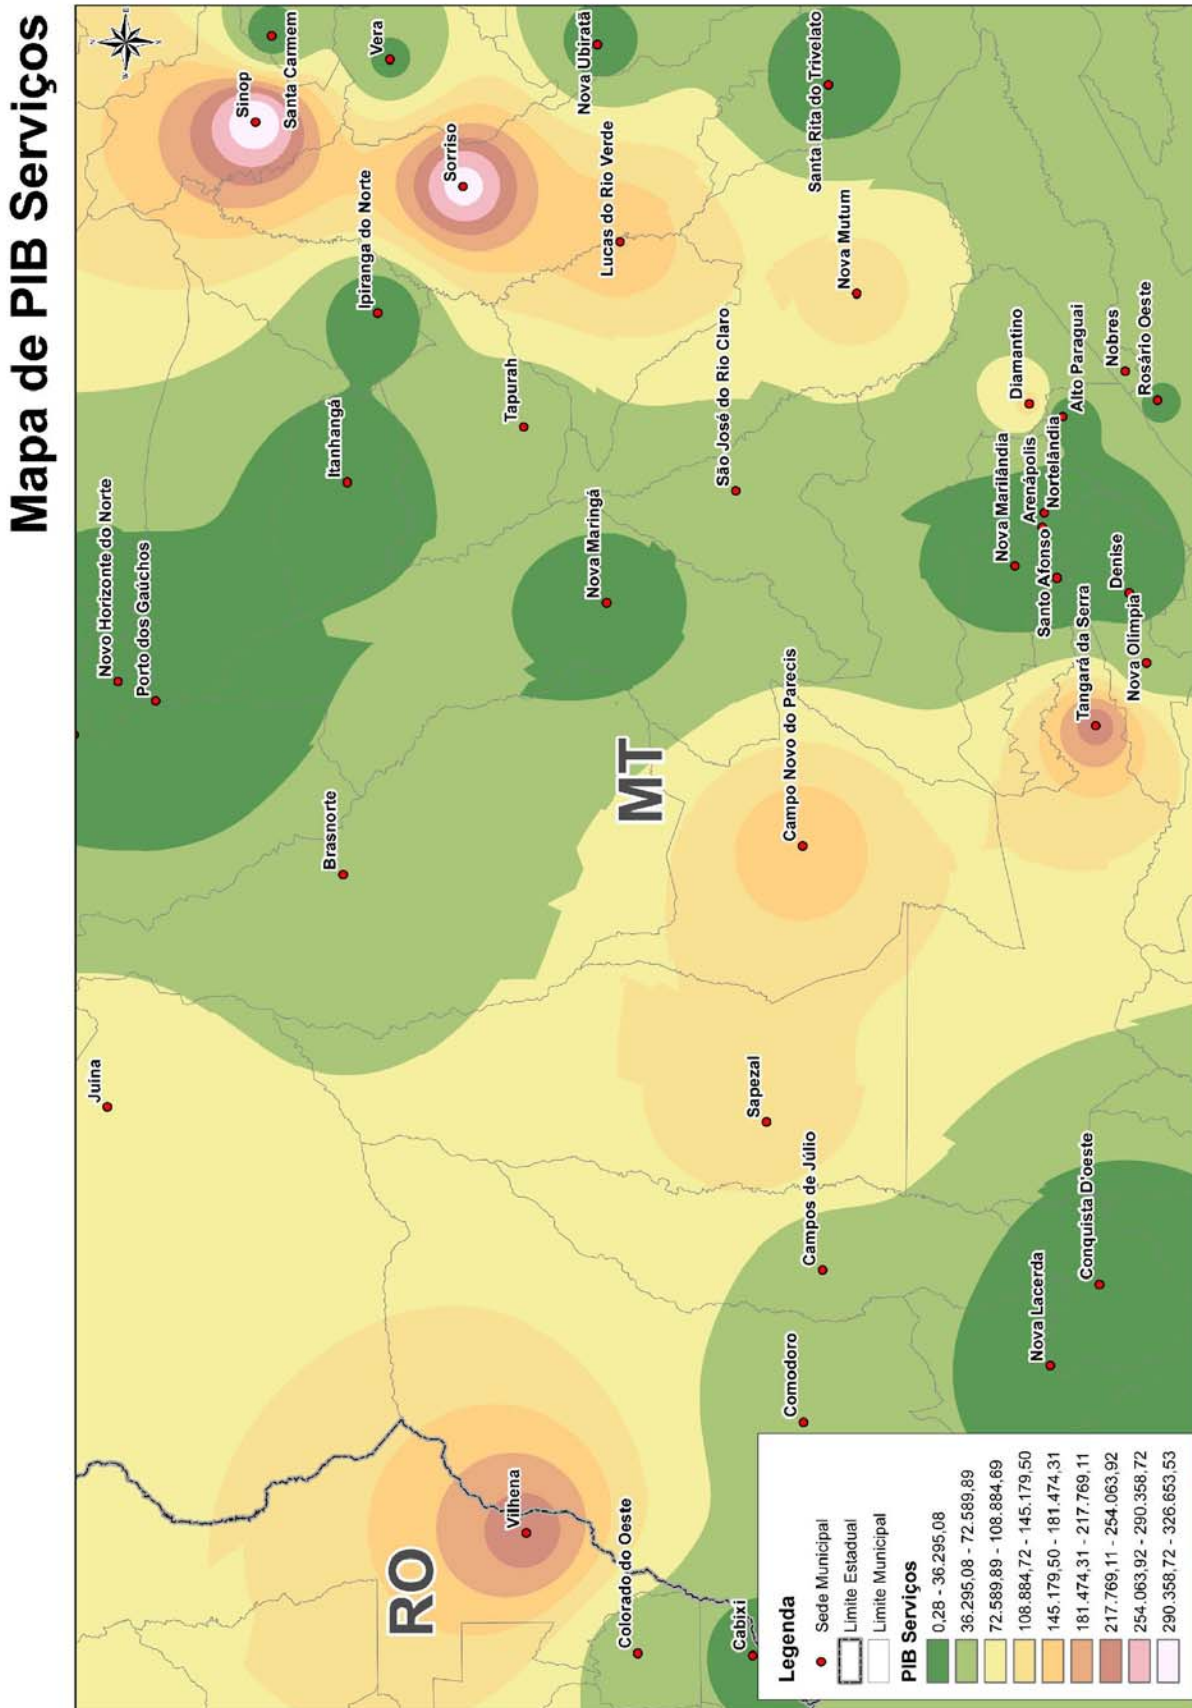 Mapa de PIB Serviços
N
E
S
W
Santa Carmem
Sinop
Vera
Nova Ubiratã
Santa Rita do Trivelato
Sorriso
Lucas do Rio Verde
Ipiranga do Norte
Nova Mutum
Itanhangá
Tapurah
São José do Rio Claro
Diamantino
Alto Paraguai
Nobres
Rosário Oeste
Novo Horizonte do Norte
Porto dos Gaúchos
Nova Maringá
Nova Marilândia
Arenápolis
Nortelândia
Santo Afonso
Denise
Nova Olimpia
Tangará da Serra
Brasnorte
MT
Campo Novo do Parecis
Juína
Sapezal
Campos de Júlio
Conquista D'oeste
Nova Lacerda
Comodoro
Vilhena
RO
Colorado do Oeste
Cabixi
Legenda
Sede Municipal
Limite Estadual
Limite Municipal
PIB Serviços
0,28 - 36.295,08
36.295,08 - 72.589,89
72.589,89 - 108.884,69
108.884,72 - 145.179,50
145.179,50 - 181.474,31
181.474,31 - 217.769,11
217.769,11 - 254.063,92
254.063,92 - 290.358,72
290.358,72 - 326.653,53